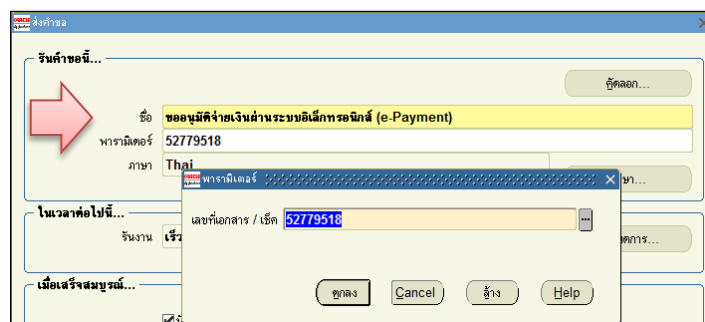 ส่งคำขอ
รันคำขอนี้...
คัดลอก...
ชื่อ ขออนุมัติจ่ายเงินผ่านระบบอิเล็กทรอนิกส์ (e-Payment)
พารามิเตอร์ 52779518
ภาษา Thai
พารามิเตอร์
เลขที่เอกสาร / เช็ค 52779518
ในเวลาต่อไปนี้...
รันงาน
ตกลง Cancel ล้าง Help
เมื่อเสร็จสมบูรณ์...